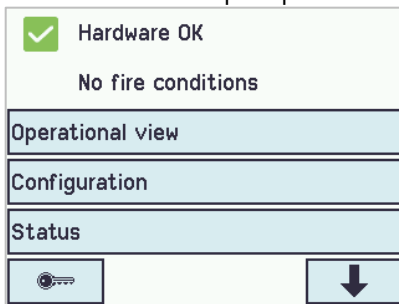 Hardware OK
No fire conditions
Operational view
Configuration
Status